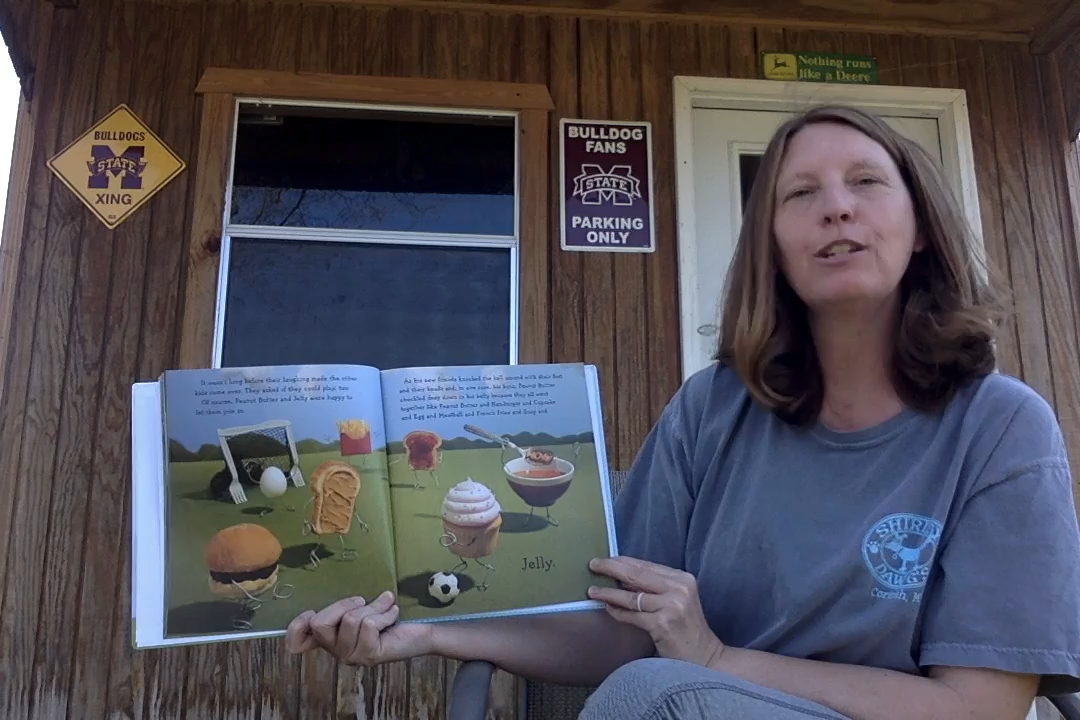 Nothing runs
like a Deere
BULLDOGS
M
STATE
XING
BULLDOG
FANS
M
STATE
PARKING
ONLY
It wasn't long before their laughing made the other
kids come over. They asked if they could play, too.
Of course, Peanut Butter and Jelly were happy to
let them join in.
As his new friends knocked the ball around with their feet
and their heads and, in one case, his buns, Peanut Butter
chuckled deep down in his belly because they all went
together like Peanut Butter and Hamburger and Cupcake
and Egg and Meatball and French Fries and Soup and
MOM
Jelly.
SHIRLEY
DAWG'S
Corinth,